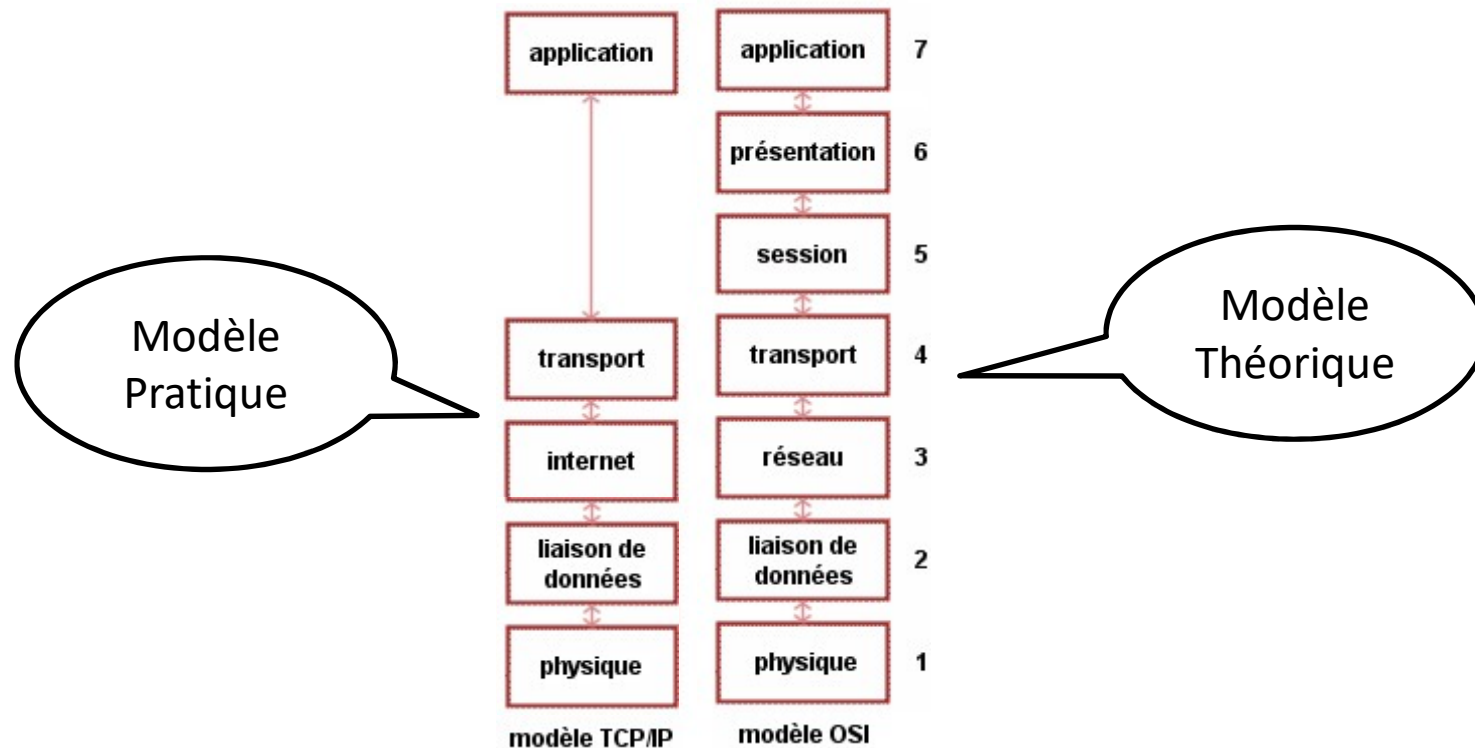 application
application 7
présentation 6
session 5
Modèle
Pratique
transport
transport 4
Modèle
Théorique
internet
réseau 3
liaison de
données
liaison de
données
2
physique
physique 1
modèle TCP/IP
modèle OSI